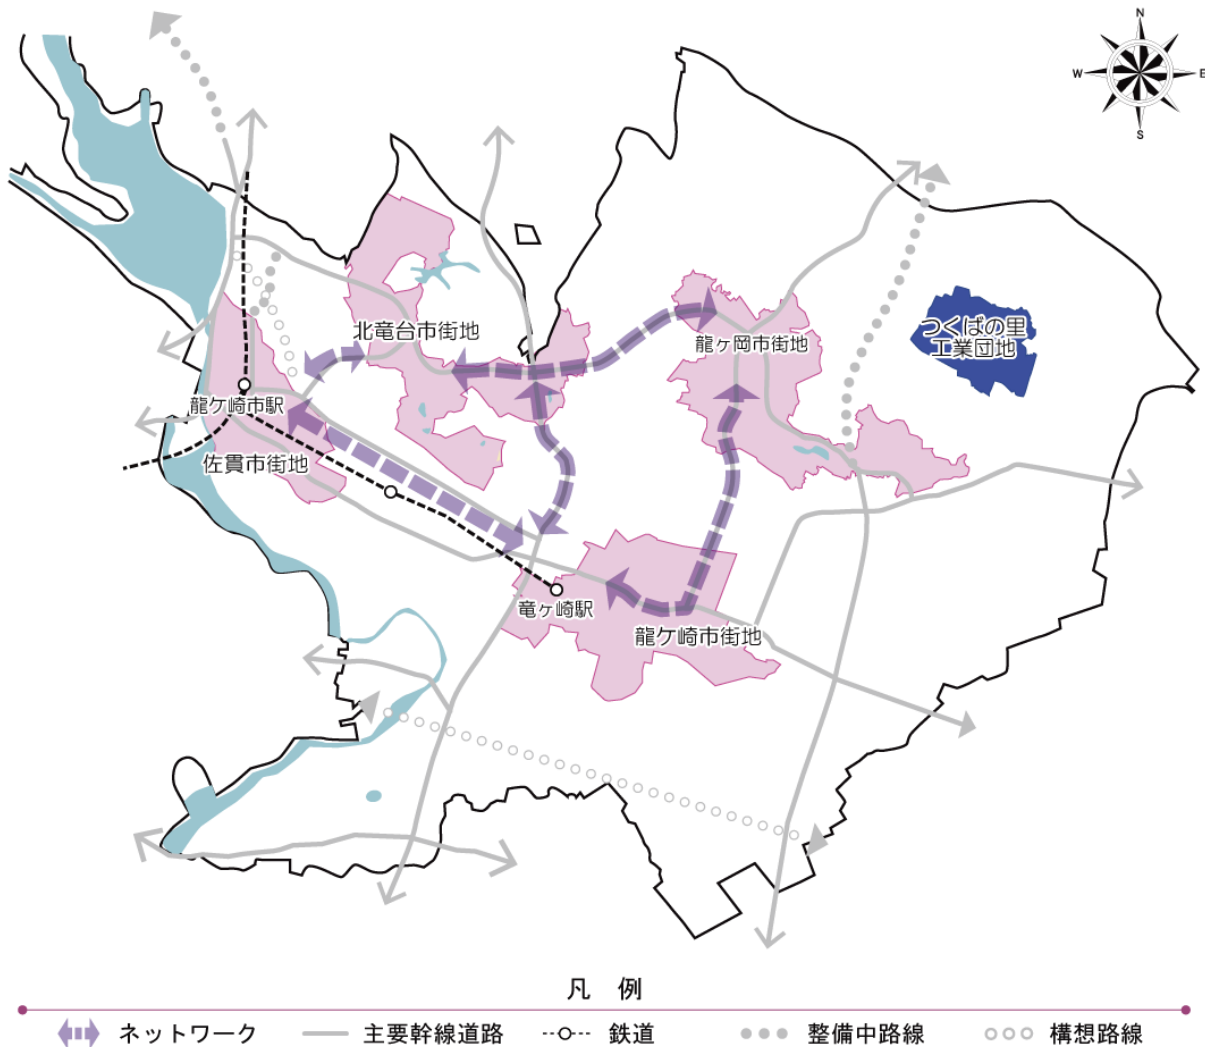 N
W
E
S
北竜台市街地
龍ヶ岡市街地
つくばの里
工業団地
龍ケ崎市駅
佐貫市街地
竜ヶ崎駅
龍ケ崎市街地
凡 例
ネットワーク
主要幹線道路
鉄道
整備中路線
構想路線